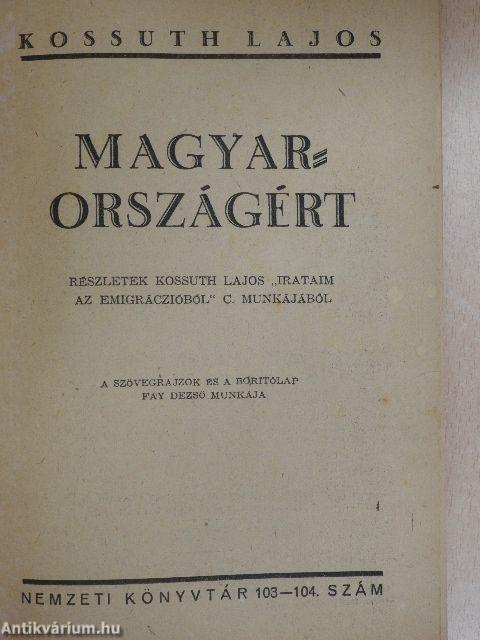 KOSSUTH LAJOS
MAGYAR=
ORSZÁGÉRT
RÉSZLETEK KOSSUTH LAJOS „IRATAIM
AZ EMIGRÁCZIÓBÓL" C. MUNKÁJÁBÓL
A SZÖVEGRAJZOK ÉS A BORITÓLAP
FÁY DEZSŐ MUNKÁJA
NEMZETI KÖNYVTÁR 103—104. SZÁM
Antikvárium.hu